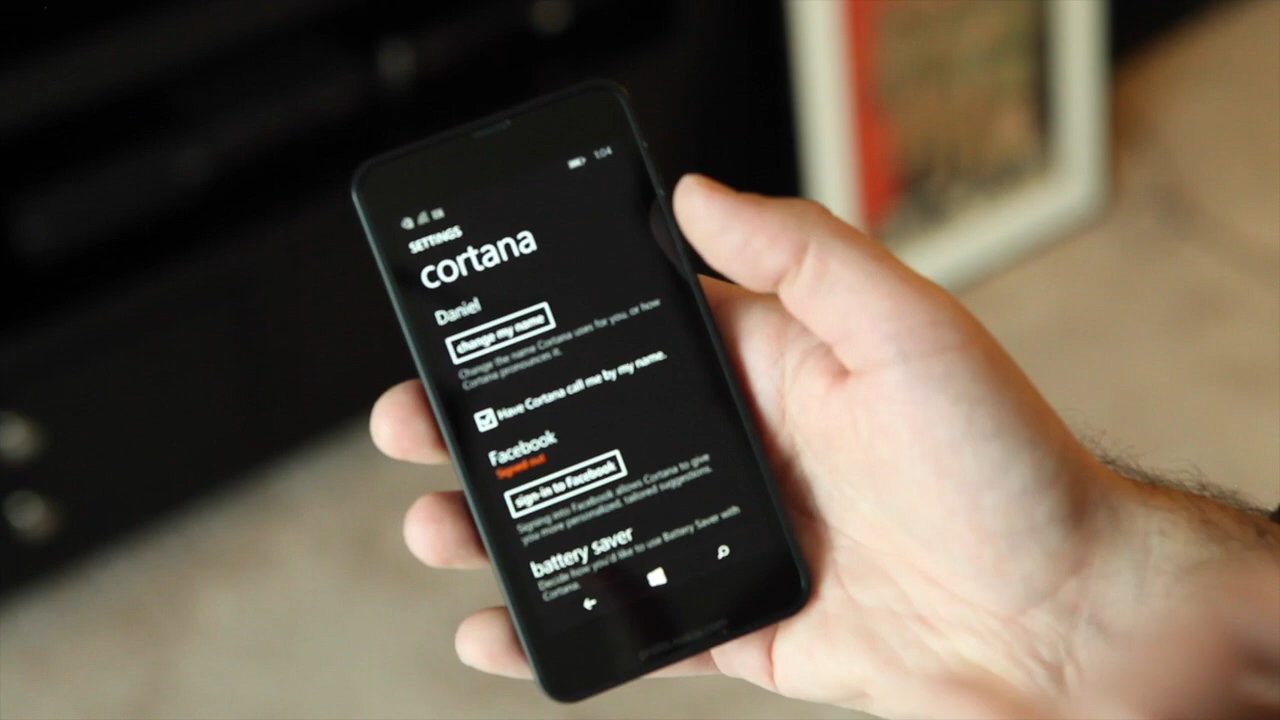 1:04
SETTINGS
cortana
Daniel
change my name
Change the name Cortana uses for you, or how
Cortana pronounces it.
Have Cortana call me by my name.
Facebook
Signed out
sign-in to Facebook
Signing into Facebook allows Cortana to give
you more personalized, tailored suggestions.
battery saver
Decide how you'd like to use Battery Saver with
Cortana.